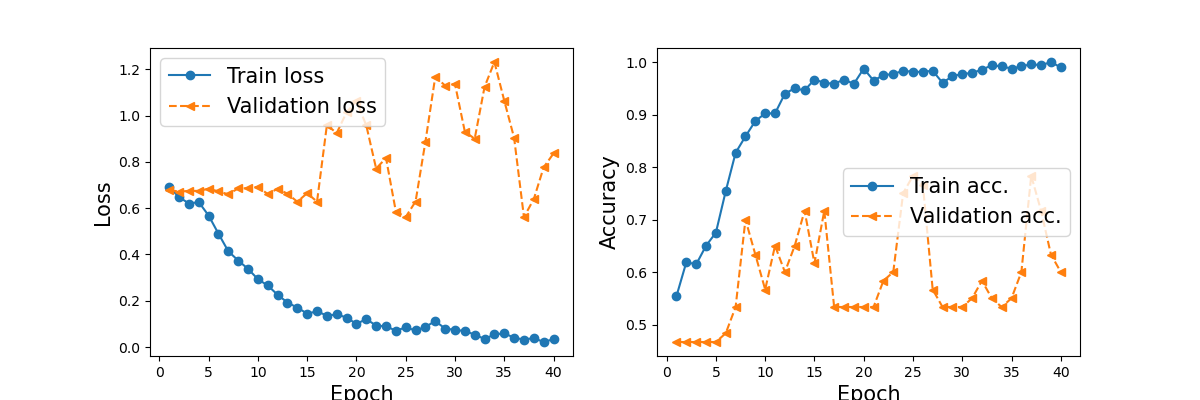 Train loss
Validation loss
Loss
1.2
1.0
0.8
0.6
0.4
0.2
0.0
0 5 10 15 20 25 30 35 40
Epoch
Train acc.
Validation acc.
Accuracy
1.0
0.9
0.8
0.7
0.6
0.5
0 5 10 15 20 25 30 35 40
Epoch